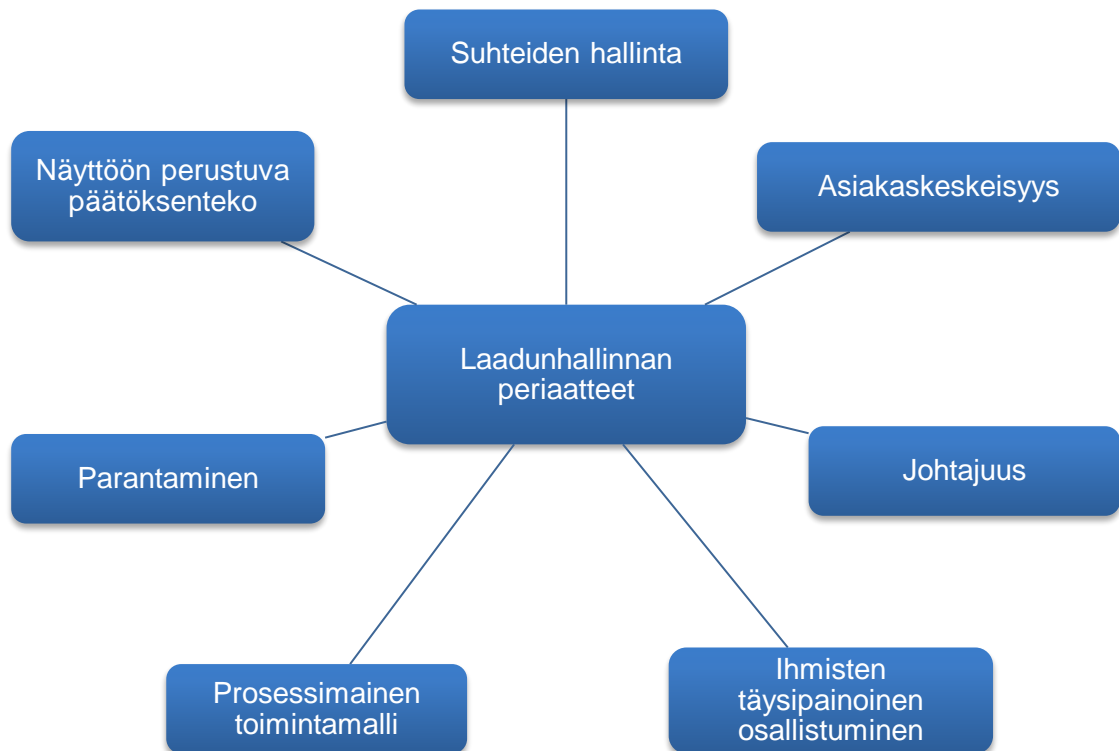 Suhteiden hallinta
Näyttöön perustuva
päätöksenteko
Asiakaskeskeisyys
Laadunhallinnan
periaatteet
Parantaminen
Johtajuus
Prosessimainen
toimintamalli
Ihmisten
täysipainoinen
osallistuminen